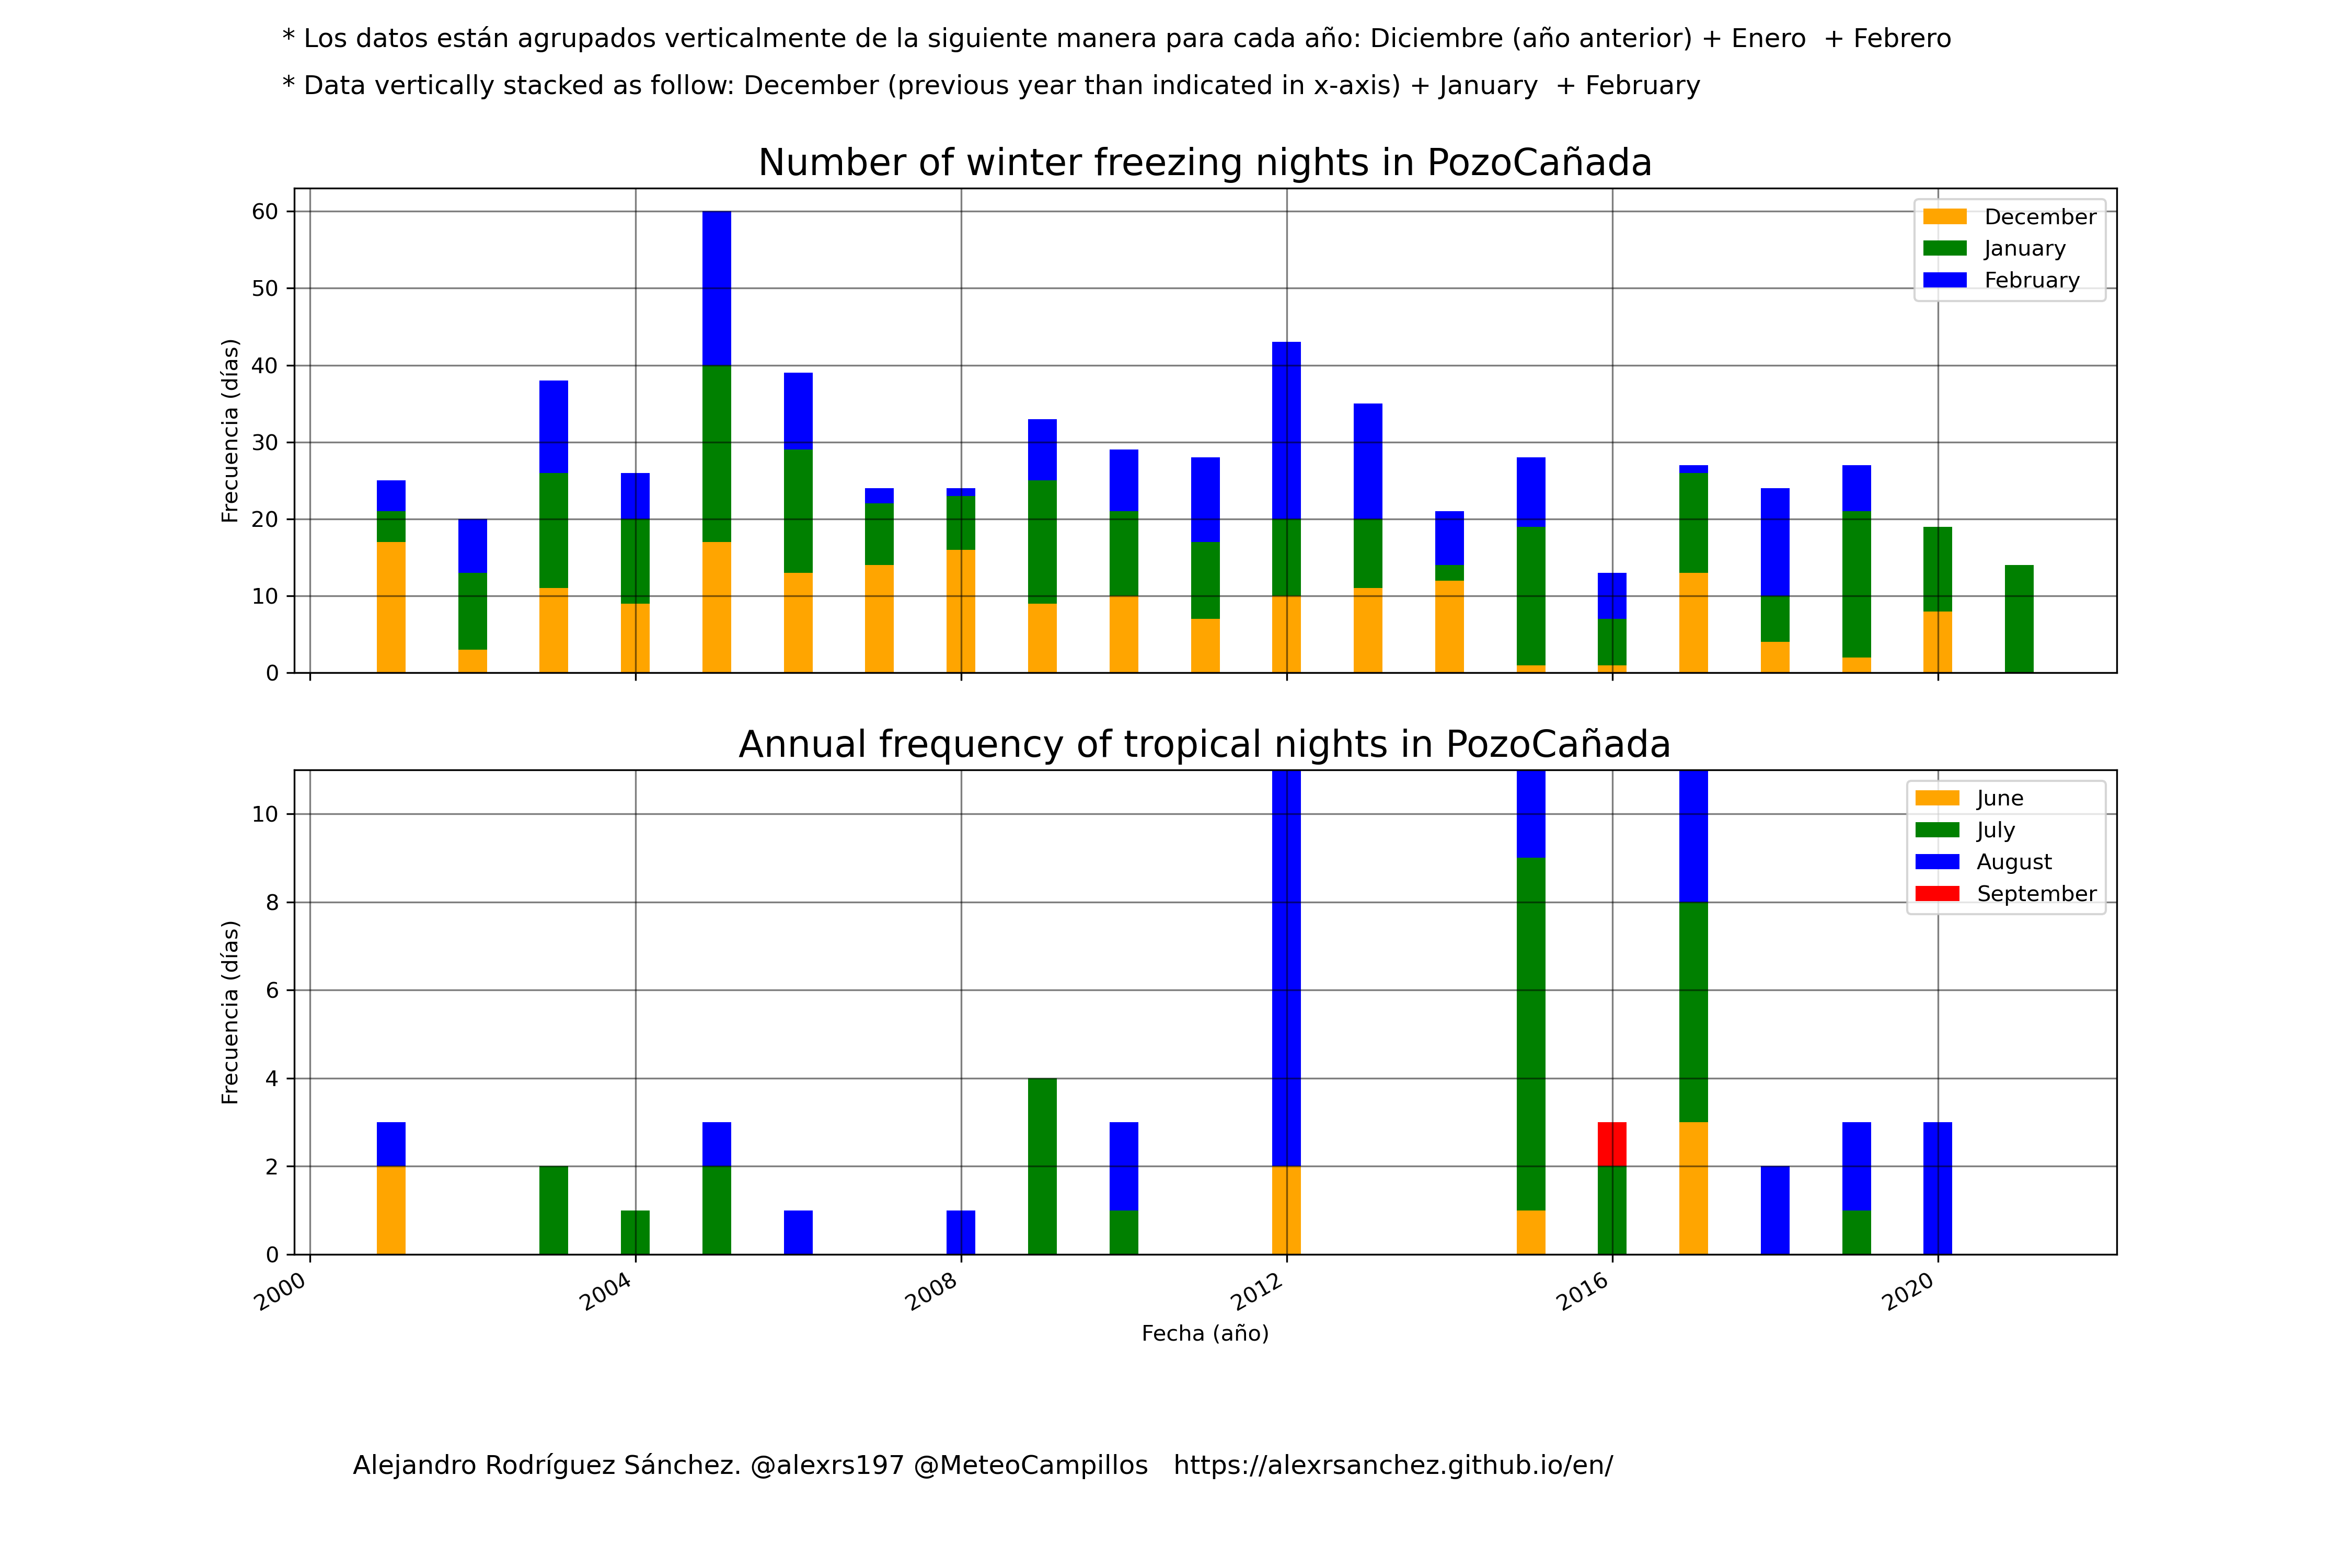 * Los datos están agrupados verticalmente de la siguiente manera para cada año: Diciembre (año anterior) + Enero  + Febrero
* Data vertically stacked as follow: December (previous year than indicated in x-axis) + January  + February
Number of winter freezing nights in PozoCañada
Frecuencia (días)
60
50
40
30
20
10
0
December
January
February
Annual frequency of tropical nights in PozoCañada
Frecuencia (días)
10
8
6
4
2
0
June
July
August
September
2000
2004
2008
2012
2016
2020
Fecha (año)
Alejandro Rodríguez Sánchez. @alexrs197 @MeteoCampillos   https://alexrsanchez.github.io/en/